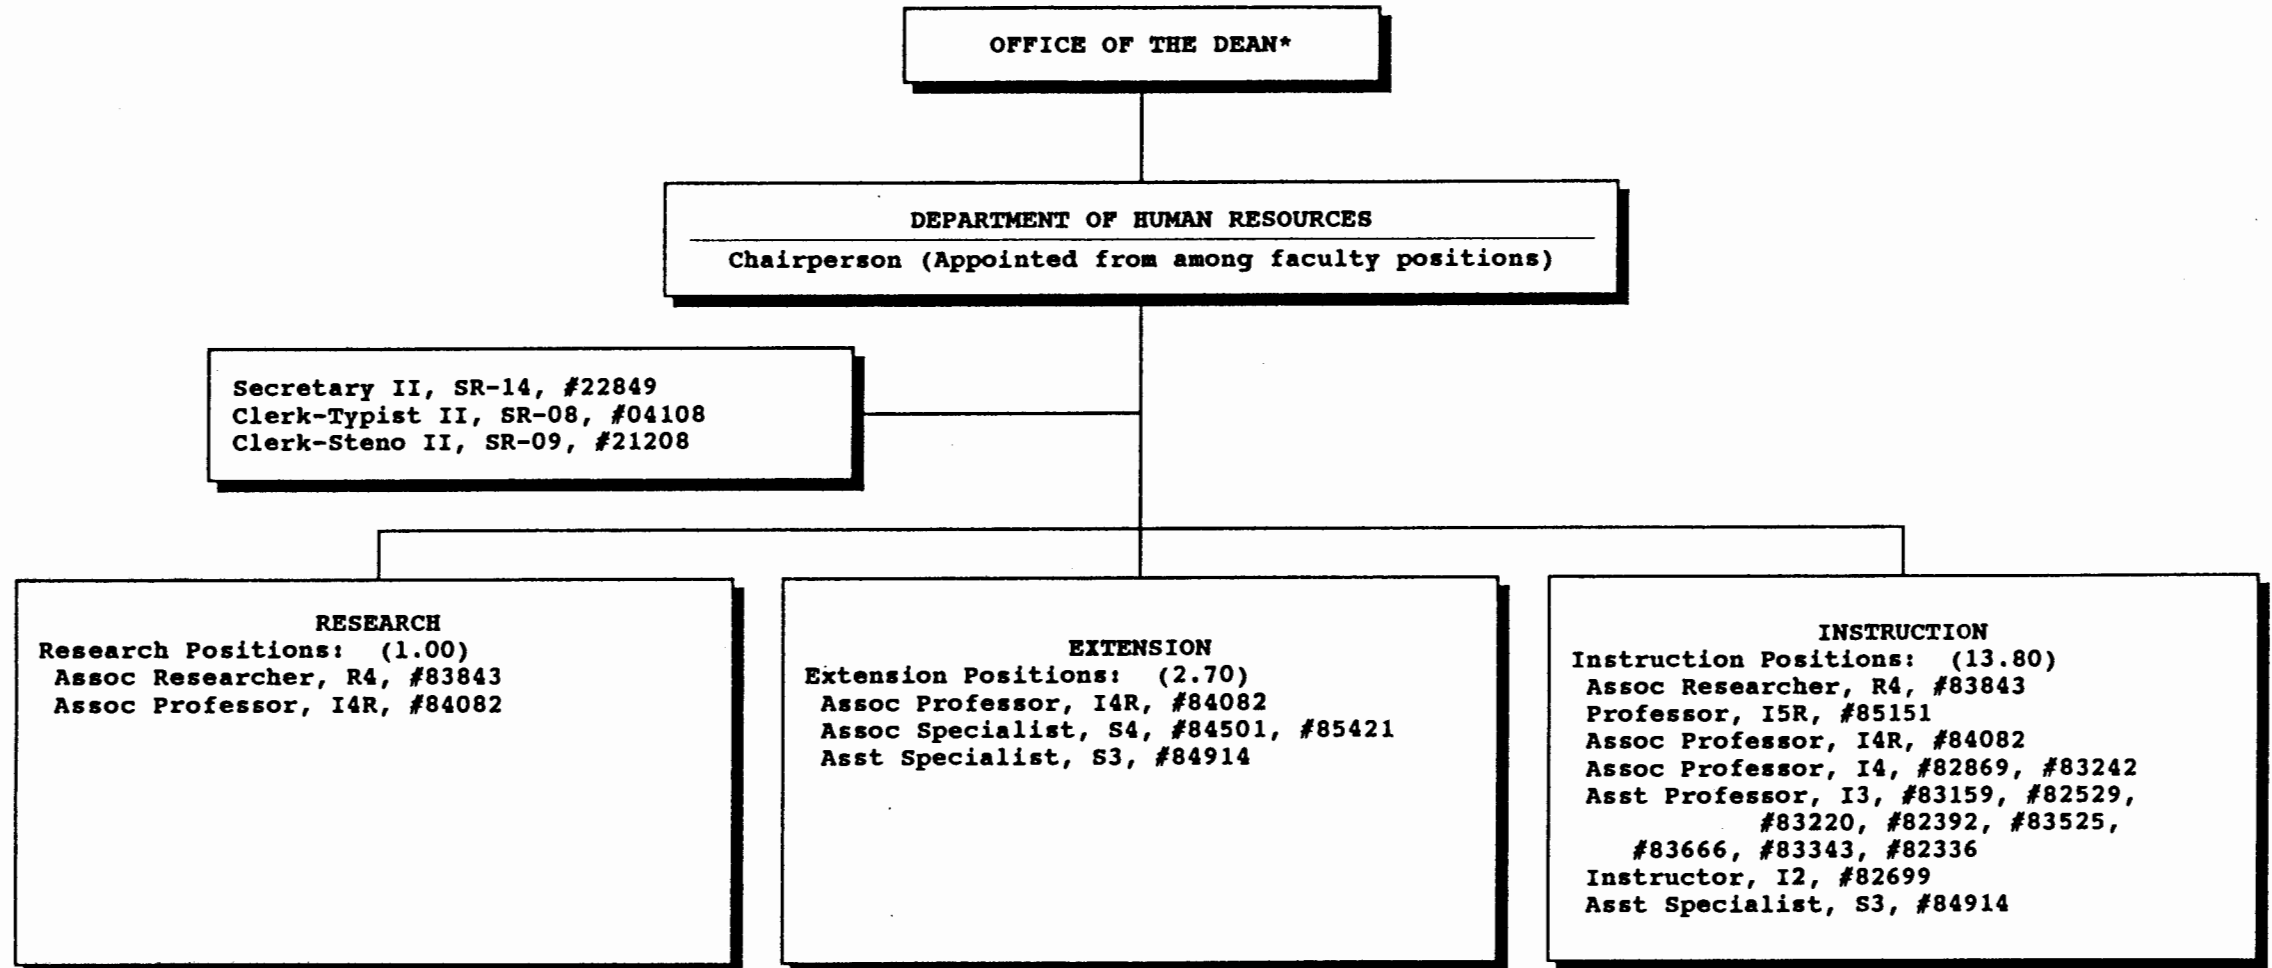 OFFICE OF THE DEAN*
DEPARTMENT OF HUMAN RESOURCES
Chairperson (Appointed from among faculty positions)
Secretary II, SR-14, #22849
Clerk-Typist II, SR-08, #04108
Clerk-Steno II, SR-09, #21208
RESEARCH
Research Positions: (1.00)
Assoc Researcher, R4, #83843
Assoc Professor, I4R, #84082
EXTENSION
Extension Positions: (2.70)
Assoc Professor, I4R, #84082
Assoc Specialist, S4, #84501, #85421
Asst Specialist, S3, #84914
INSTRUCTION
Instruction Positions: (13.80)
Assoc Researcher, R4, #83843
Professor, I5R, #85151
Assoc Professor, I4R, #84082
Assoc Professor, I4, #82869, #83242
Asst Professor, I3, #83159, #82529,
#83220, #82392, #83525,
#83666, #83343, #82336
Instructor, I2, #82699
Asst Specialist, S3, #84914